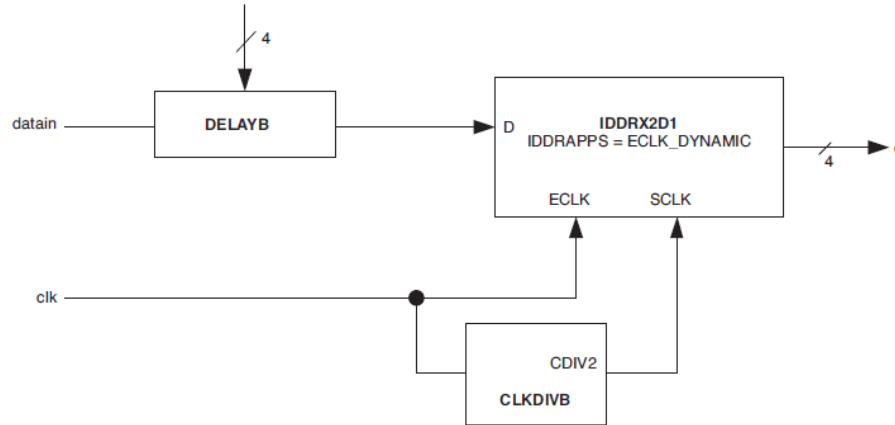 4
datain
DELAYB
D
IDDRX2D1
IDDRAPPS = ECLK_DYNAMIC
4
ECLK
SCLK
clk
CDIV2
CLKDIVB